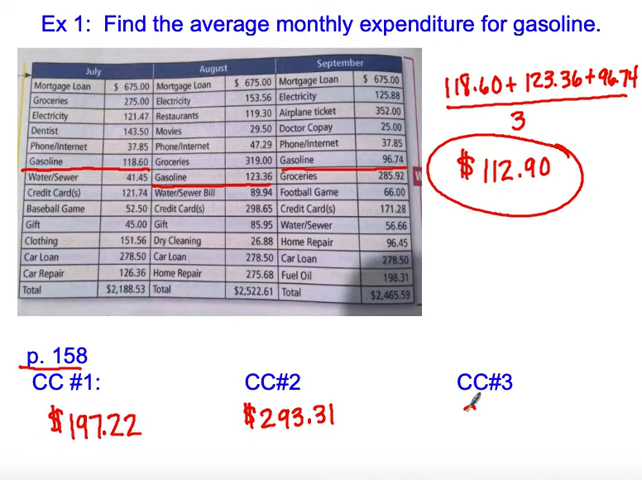 Ex 1: Find the average monthly expenditure for gasoline.
July August September
Mortgage Loan $ 675.00 Mortgage Loan $ 675.00 Mortgage Loan $ 675.00
Groceries 275.00 Electricity 153.56 Electricity 125.88
Electricity 121.47 Restaurants 119.30 Airplane ticket 352.00
Dentist 143.50 Movies 29.50 Doctor Copay 25.00
Phone/Internet 37.85 Phone/Internet 47.29 Phone/Internet 37.85
Gasoline 118.60 Groceries 319.00 Gasoline 96.74
Water/Sewer 41.45 Gasoline 123.36 Groceries 285.92
Credit Card(s) 121.74 Water/Sewer Bill 89.94 Football Game 66.00
Baseball Game 52.50 Credit Card(s) 298.65 Credit Card(s) 171.28
Gift 45.00 Gift 85.95 Water/Sewer 56.66
Clothing 151.56 Dry Cleaning 26.88 Home Repair 96.45
Car Loan 278.50 Car Loan 278.50 Car Loan 278.50
Car Repair 126.36 Home Repair 275.68 Fuel Oil 198.31
Total $2,188.53 Total $2,522.61 Total $2,465.59
118.60 + 123.36 + 96.74
3
$112.90
p. 158
CC #1: CC#2 CC#3
$197.22 $293.31